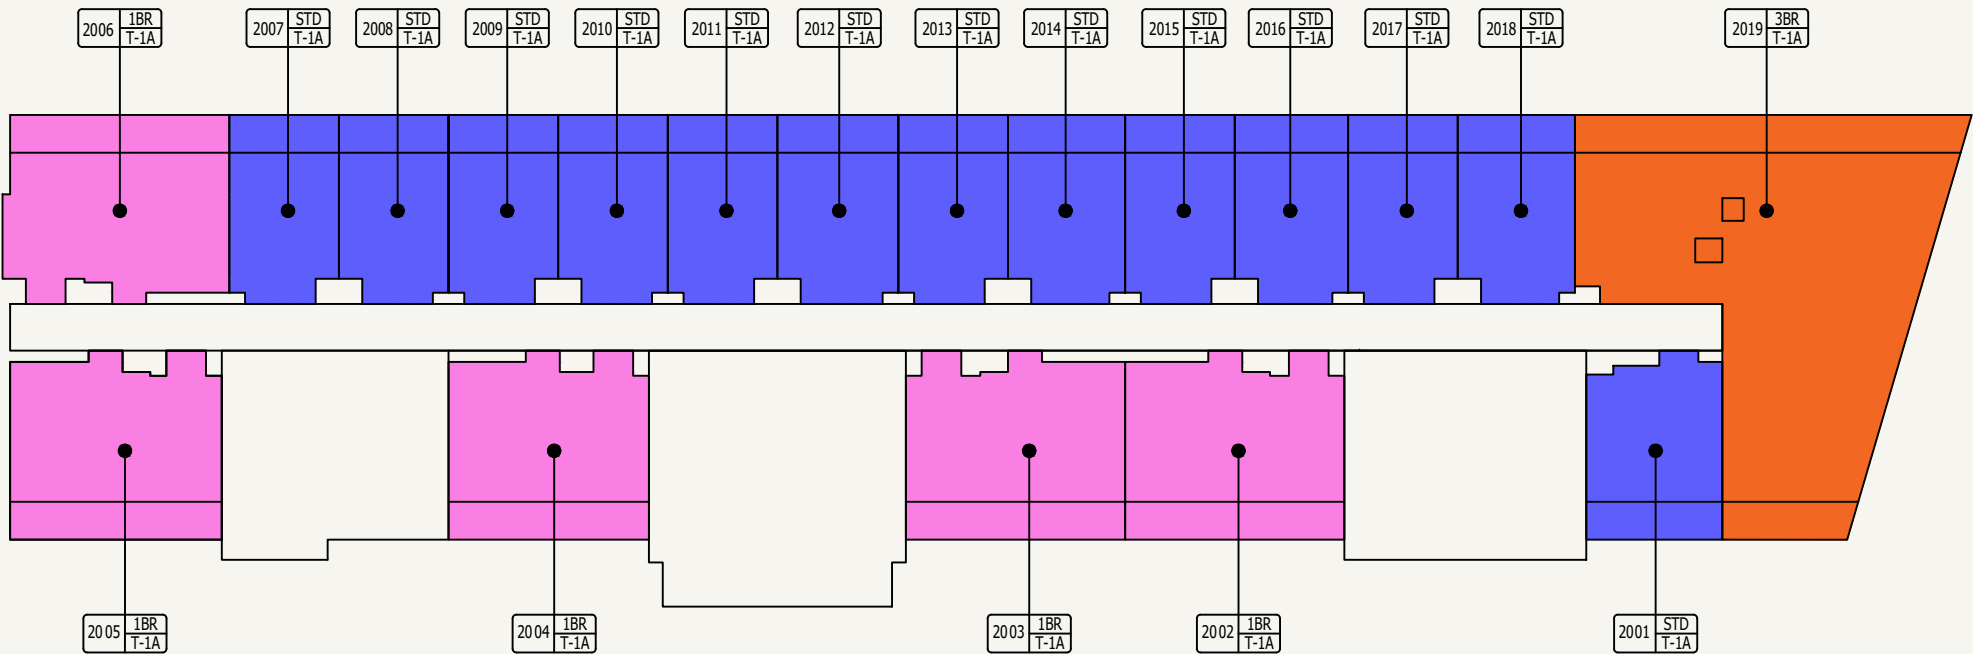 2006 1BR T-1A
2007 STD T-1A
2008 STD T-1A
2009 STD T-1A
2010 STD T-1A
2011 STD T-1A
2012 STD T-1A
2013 STD T-1A
2014 STD T-1A
2015 STD T-1A
2016 STD T-1A
2017 STD T-1A
2018 STD T-1A
2019 3BR T-1A
2005 1BR T-1A
2004 1BR T-1A
2003 1BR T-1A
2002 1BR T-1A
2001 STD T-1A